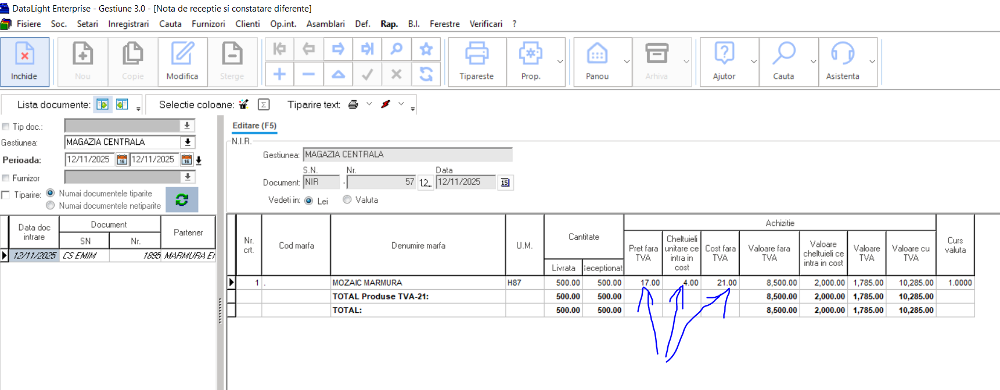 DataLight Enterprise - Gestiune 3.0 - [Nota de receptie si constatare diferente]
Fisiere Soc. Setari Inregistrari Cauta Furnizori Clienti Op.int. Asamblari Def. Rap. B.I. Ferestre Verificari ?
Inchide Nou Copie Modifica Sterge Tipareste Prop. Panou Arhiva Ajutor Cauta Asistenta
Lista documente: Selectie coloane: Σ Tiparire text:
Tip doc.:
Gestiunea: MAGAZIA CENTRALA
Perioada: 12/11/2025 15 12/11/2025 15
Furnizor
Tiparire: Numai documentele tiparite
Numai documentele netiparite
Data doc intrare Document Partener
SN Nr.
12/11/2025 CS EMIM 1895 MARMURA
Editare (F5)
N.I.R.
Gestiunea: MAGAZIA CENTRALA
S.N. Nr. Data
Document: NIR - 57 1,2... 12/11/2025 15
Vedeti in: Lei Valuta
Nr. crt. Cod marfa Denumire marfa U.M. Cantitate Achizitie Curs valuta
Livrata Receptionat Pret fara TVA Cheltuieli unitare ce intra in cost Cost fara TVA Valoare fara TVA Valoare cheltuieli ce intra in cost Valoare TVA Valoare cu TVA
1 . MOZAIC MARMURA H87 500.00 500.00 17.00 4.00 21.00 8,500.00 2,000.00 1,785.00 10,285.00 1.0000
TOTAL Produse TVA-21: 500.00 500.00 8,500.00 2,000.00 1,785.00 10,285.00
TOTAL: 500.00 500.00 8,500.00 2,000.00 1,785.00 10,285.00